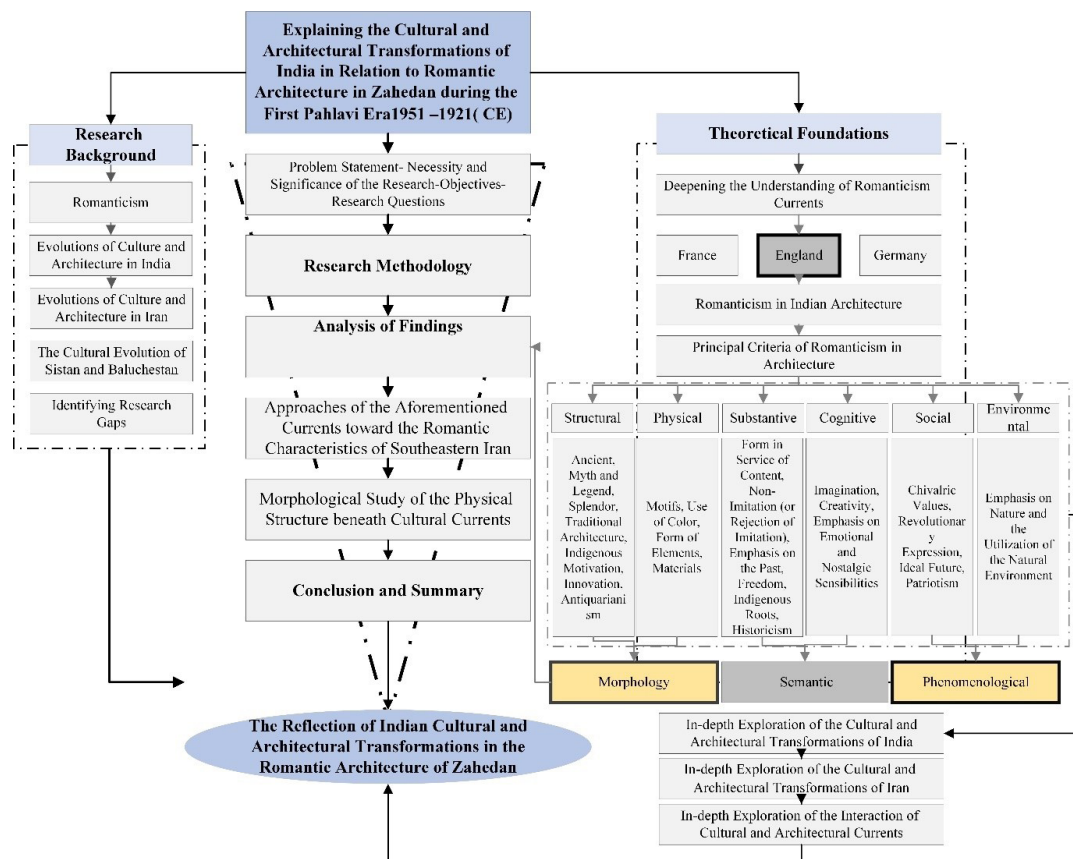 Explaining the Cultural and
Architectural Transformations of
India in Relation to Romantic
Architecture in Zahedan during the
First Pahlavi Era1951 –1921( CE)
Research
Background
Romanticism
Evolutions of Culture and
Architecture in India
Evolutions of Culture and
Architecture in Iran
The Cultural Evolution of
Sistan and Baluchestan
Identifying Research
Gaps
Problem Statement- Necessity and
Significance of the Research-Objectives-
Research Questions
Research Methodology
Analysis of Findings
Approaches of the Aforementioned
Currents toward the Romantic
Characteristics of Southeastern Iran
Morphological Study of the Physical
Structure beneath Cultural Currents
Conclusion and Summary
The Reflection of Indian Cultural
and Architectural Transformations in the
Romantic Architecture of Zahedan
Theoretical Foundations
Deepening the Understanding of Romanticism
Currents
France
England
Germany
Romanticism in Indian Architecture
Principal Criteria of Romanticism in
Architecture
Structural
Ancient,
Myth and
Legend,
Splendor,
Traditional
Architecture,
Indigenous
Motivation,
Innovation,
Antiquariani
sm
Physical
Motifs, Use
of Color,
Form of
Elements,
Materials
Substantive
Form in
Service of
Content,
Non-
Imitation (or
Rejection of
Imitation),
Emphasis on
the Past,
Freedom,
Indigenous
Roots,
Historicism
Cognitive
Imagination,
Creativity,
Emphasis on
Emotional
and
Nostalgic
Sensibilities
Social
Chivalric
Values,
Revolutionar
y
Expression,
Ideal Future,
Patriotism
Environme
ntal
Emphasis on
Nature and
the
Utilization of
the Natural
Environment
Morphology
Semantic
Phenomenological
In-depth Exploration of the Cultural and
Architectural Transformations of India
In-depth Exploration of the Cultural and
Architectural Transformations of Iran
In-depth Exploration of the Interaction of
Cultural and Architectural Currents